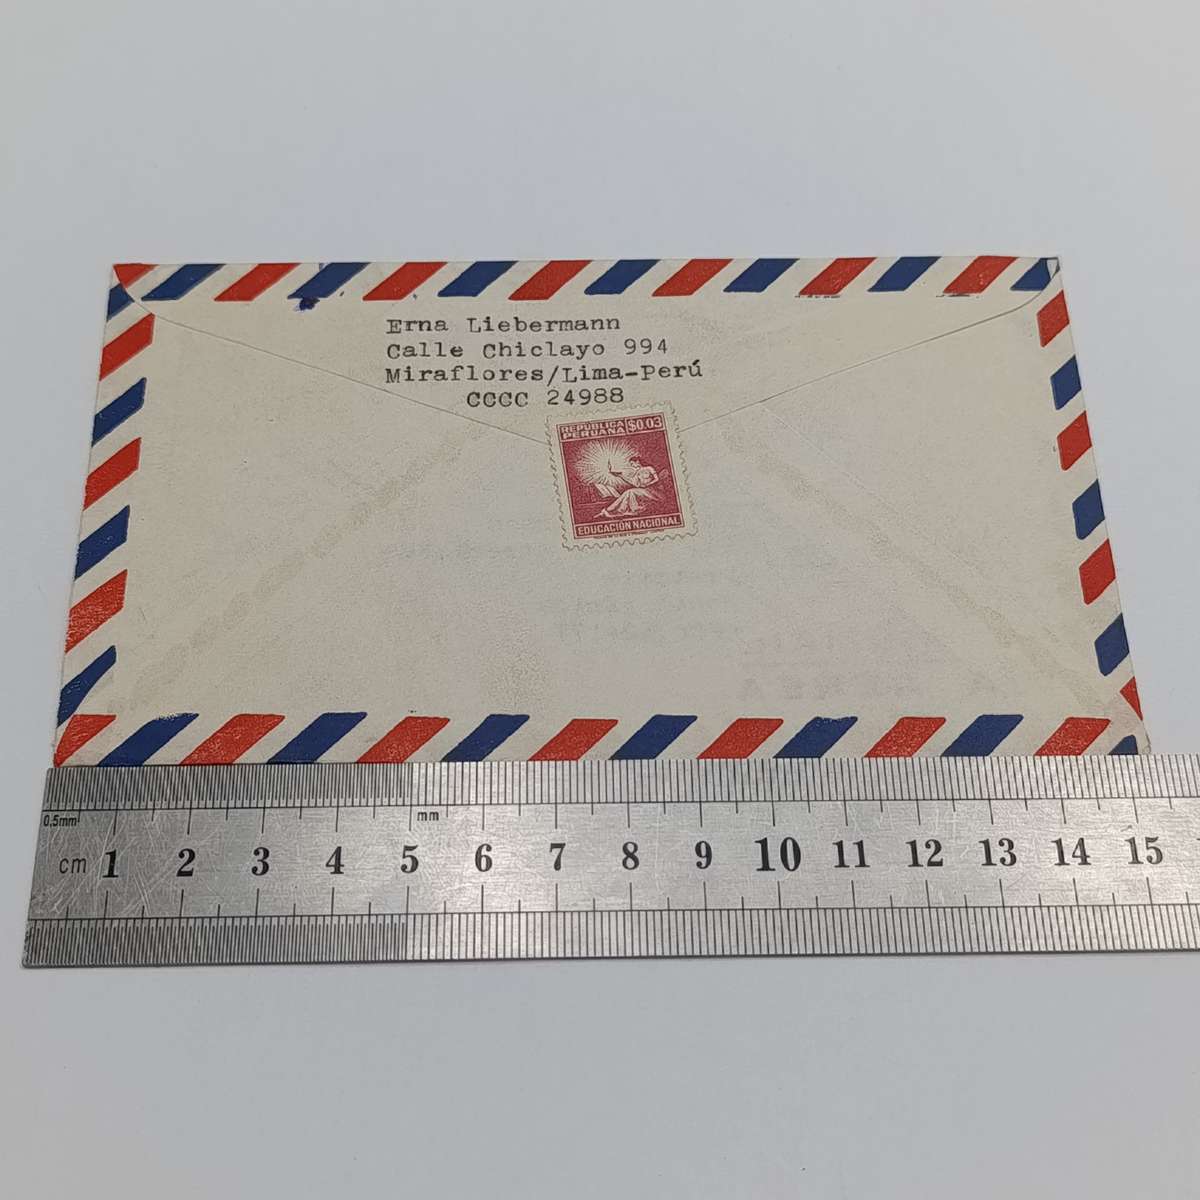 Erna Liebermann
Calle Chiclayo 994
Miraflores/Lima-Perú
CCCC 24988
REPUBLICA
PERUANA
$0.03
EDUCACIÓN NACIONAL
0,5mm
mm
cm 1 2 3 4 5 6 7 8 9 10 11 12 13 14 15